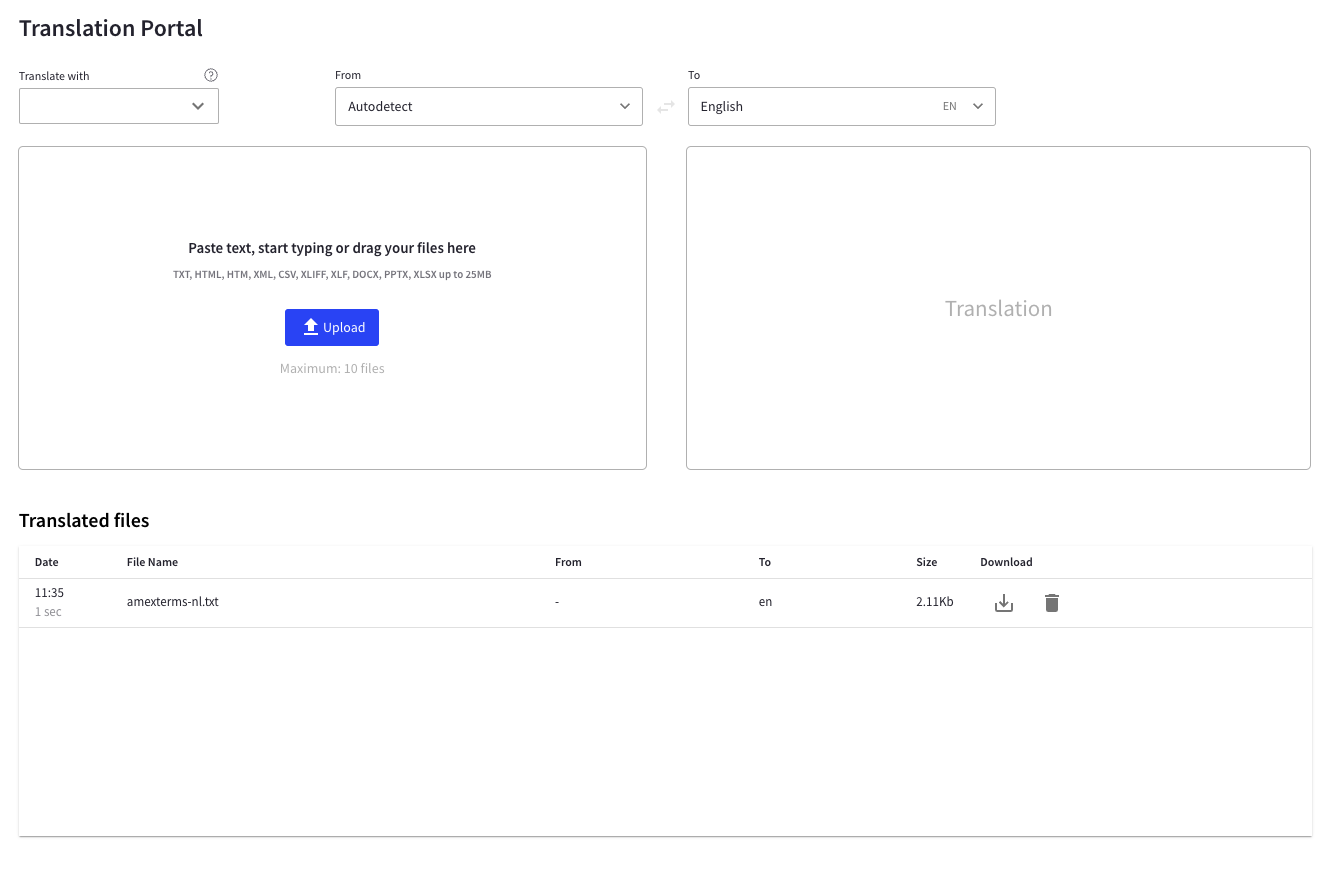 Translation Portal
Translate with
From
To
Autodetect
English EN
Paste text, start typing or drag your files here
TXT, HTML, HTM, XML, CSV, XLIFF, XLF, DOCX, PPTX, XLSX up to 25MB
Upload
Maximum: 10 files
Translation
Translated files
Date File Name From To Size Download
11:35
1 sec
amexterms-nl.txt - en 2.11Kb